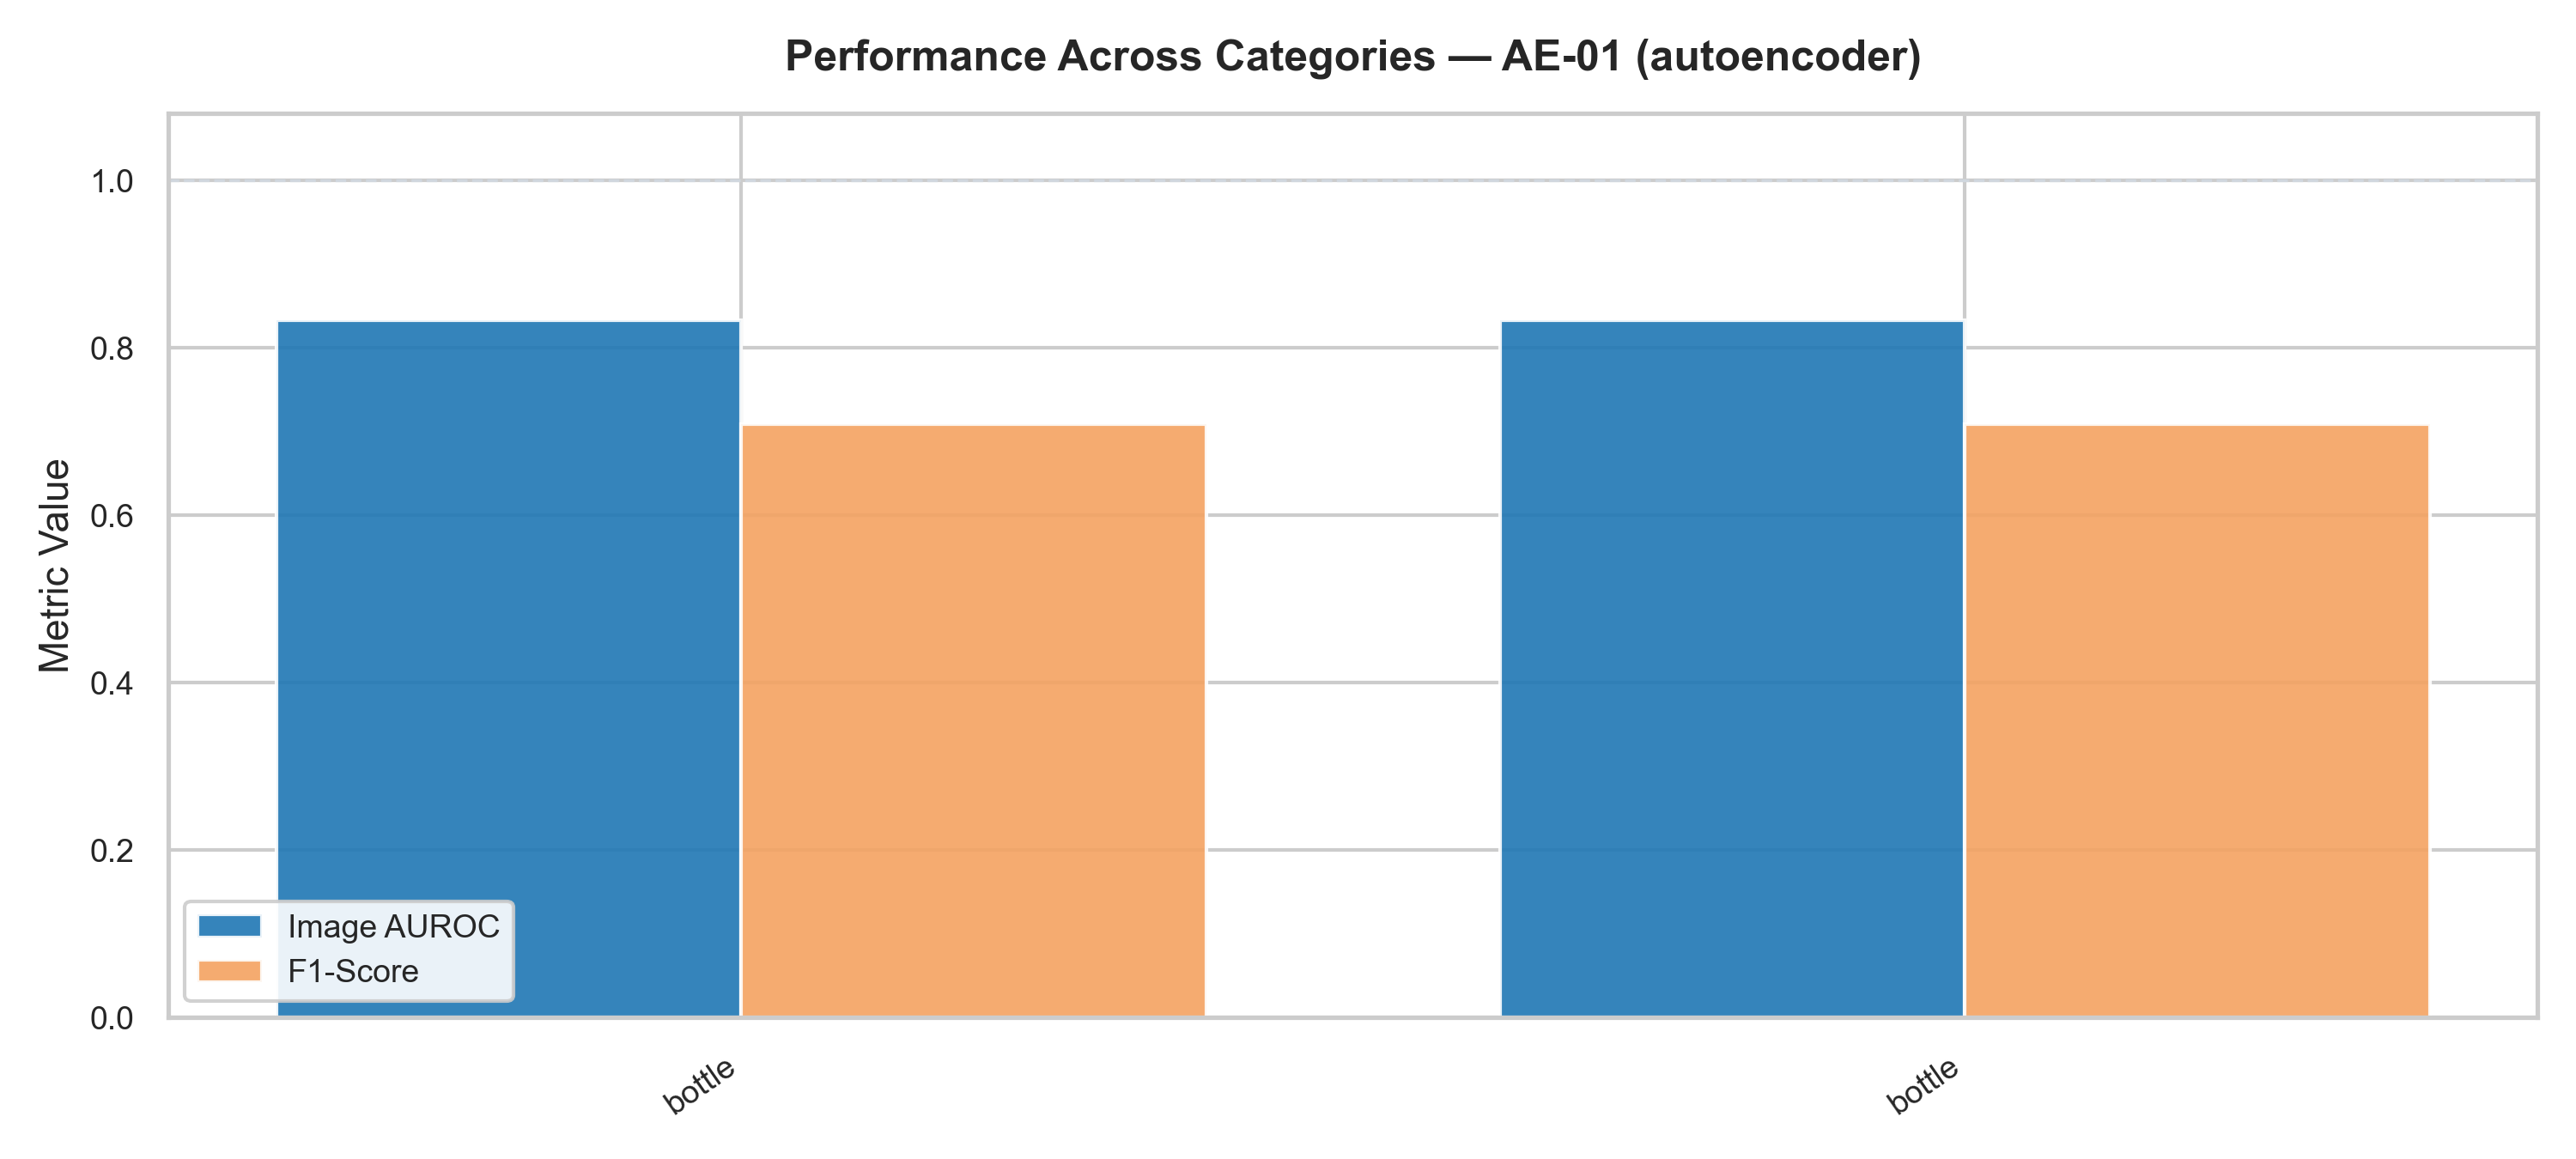 Performance Across Categories — AE-01 (autoencoder)
Metric Value
1.0
0.8
0.6
0.4
0.2
0.0
Image AUROC
F1-Score
bottle
bottle